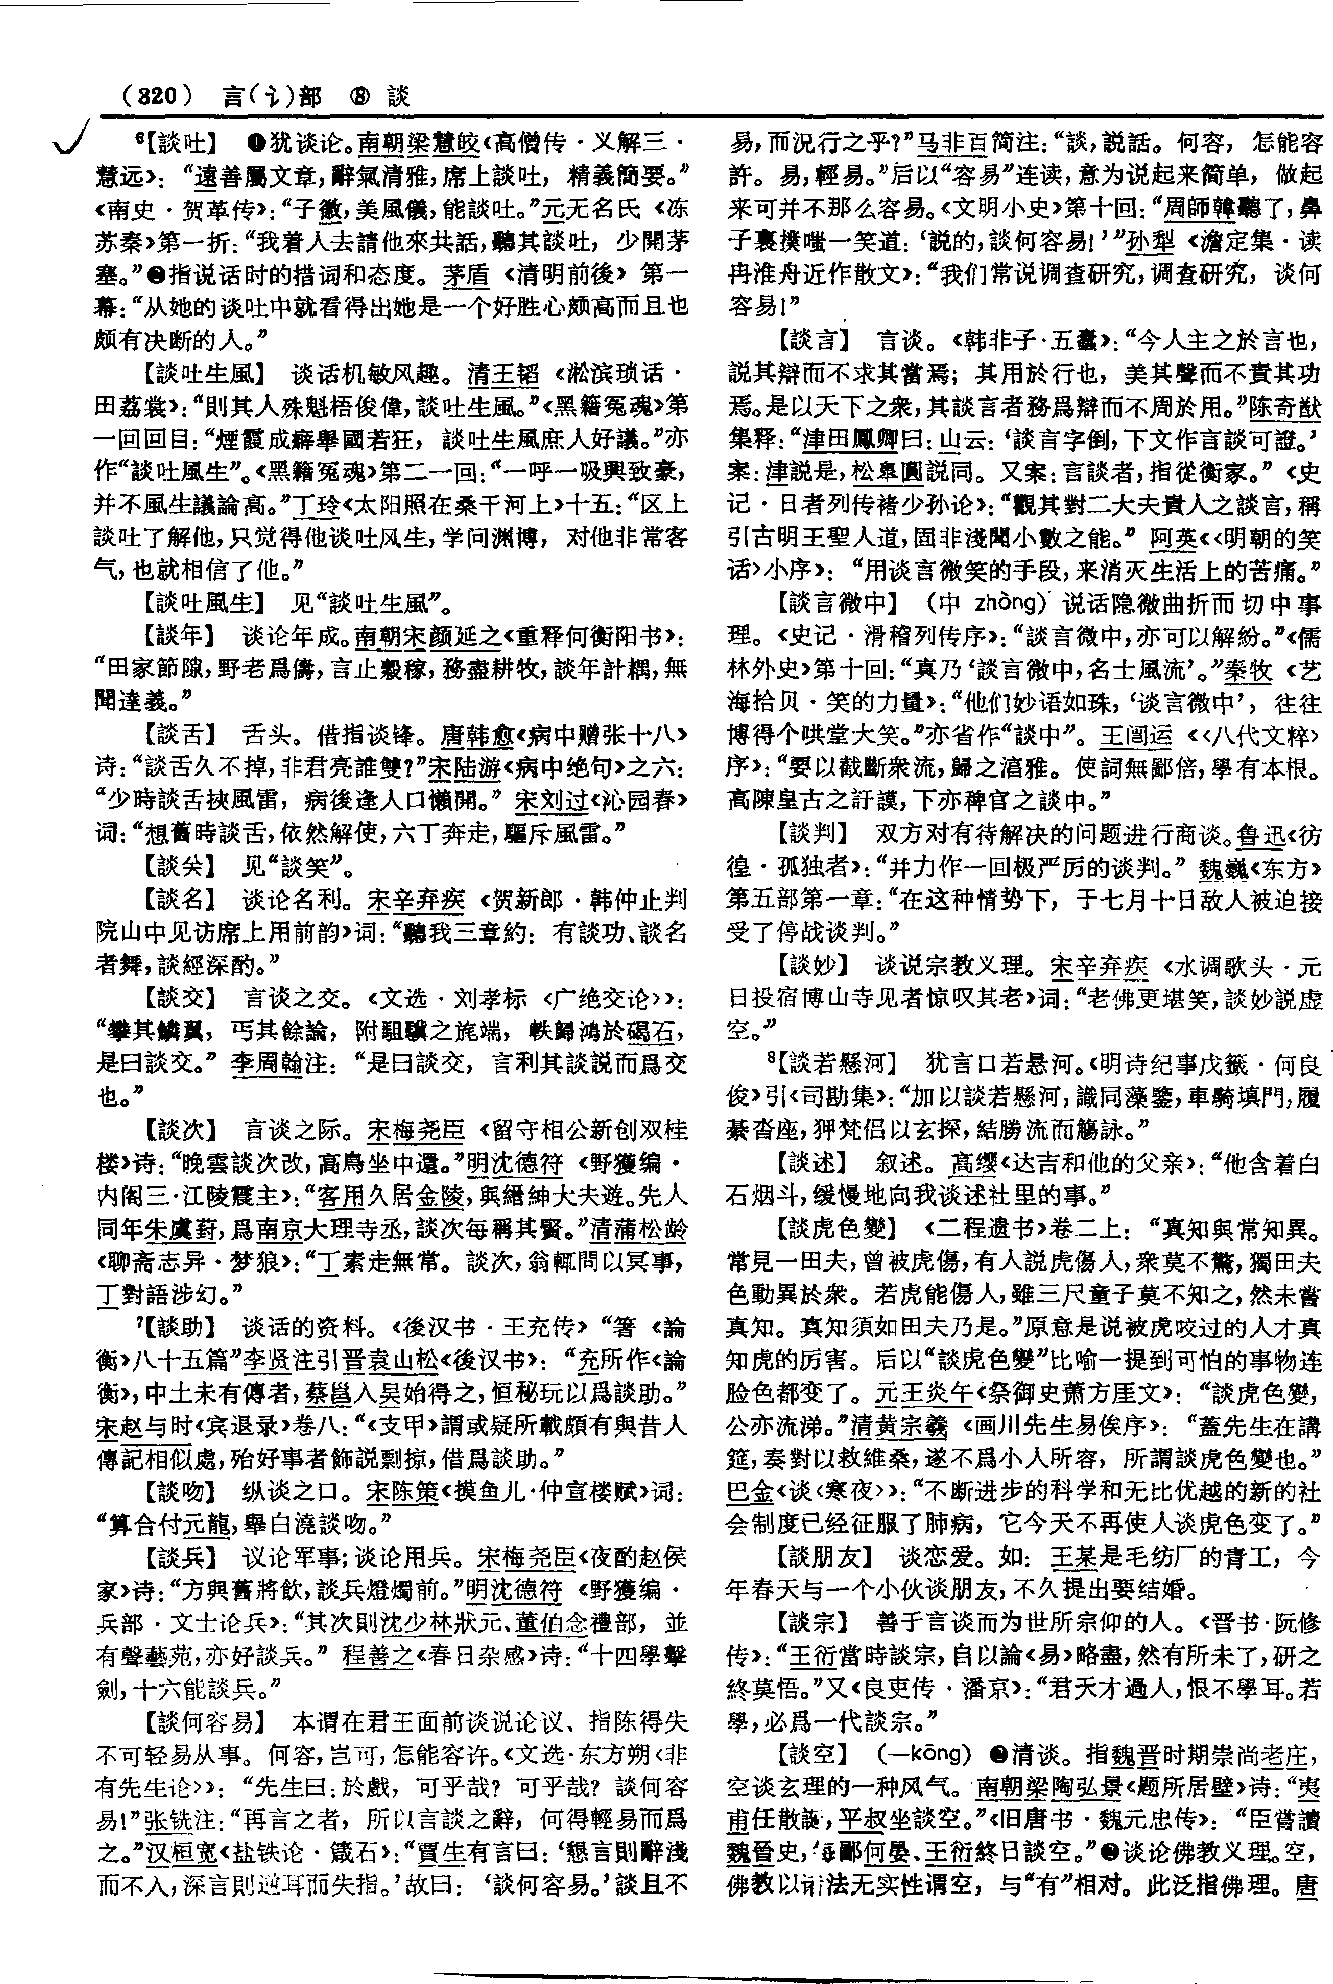 (320) 言(讠)部 ⑧ 談
⁶【談吐】 ❶犹谈论。南朝梁慧皎《高僧传·义解三·
慧远》：“遠善屬文章，辭氣清雅，席上談吐，精義簡要。”
《南史·贺革传》：“子徽，美風儀，能談吐。”元无名氏《冻
苏秦》第一折：“我着人去請他來共話，聽其談吐，少開茅
塞。”❷指说话时的措词和态度。茅盾《清明前後》第一
幕：“从她的谈吐中就看得出她是一个好胜心颇高而且也
颇有决断的人。”
【談吐生風】 谈话机敏风趣。清王韬《淞滨琐话·
田荔裳》：“則其人殊魁梧俊偉，談吐生風。”《黑籍冤魂》第
一回回目：“煙霞成癖舉國若狂，談吐生風庶人好議。”亦
作“談吐風生”。《黑籍冤魂》第二一回：“一呼一吸興致豪，
并不風生議論高。”丁玲《太阳照在桑干河上》十五：“区上
談吐了解他，只觉得他谈吐风生，学问渊博，对他非常客
气，也就相信了他。”
【談吐風生】 见“談吐生風”。
【談年】 谈论年成。南朝宋颜延之《重释何衡阳书》：
“田家節隙，野老爲儔，言止穀稼，務盡耕牧，談年計耦，無
聞達義。”
【談舌】 舌头。借指谈锋。唐韩愈《病中赠张十八》
诗：“談舌久不掉，非君亮誰雙？”宋陆游《病中绝句》之六：
“少時談舌挾風雷，病後逢人口懶開。”宋刘过《沁园春》
词：“想舊時談舌，依然解使，六丁奔走，驅斥風雷。”
【談关】 见“談笑”。
【談名】 谈论名利。宋辛弃疾《贺新郎·韩仲止判
院山中见访席上用前韵》词：“聽我三章約：有談功、談名
者舞，談經深酌。”
【談交】 言谈之交。《文选·刘孝标〈广绝交论〉》：
“攀其鱗翼，丐其餘論，附駔驥之旄端，軼歸鴻於碣石，
是曰談交。”李周翰注：“是曰談交，言利其談説而爲交
也。”
【談次】 言谈之际。宋梅尧臣《留守相公新创双桂
楼》诗：“晚雲談次改，高鳥坐中還。”明沈德符《野獲编·
内阁三·江陵震主》：“客用久居金陵，與縉紳大夫遊。先人
同年朱虞葑，爲南京大理寺丞，談次每稱其賢。”清蒲松龄
《聊斋志异·梦狼》：“丁素走無常。談次，翁輒問以冥事，
丁對語涉幻。”
⁷【談助】 谈话的资料。《後汉书·王充传》“箸《論
衡》八十五篇”李贤注引晋袁山松《後汉书》：“充所作《論
衡》，中土未有傳者，蔡邕入吴始得之，恒秘玩以爲談助。”
宋赵与时《宾退录》卷八：“《支甲》謂或疑所載頗有與昔人
傳記相似處，殆好事者飾説剽掠，借爲談助。”
【談吻】 纵谈之口。宋陈策《摸鱼儿·仲宣楼赋》词：
“算合付元龍，舉白澆談吻。”
【談兵】 议论军事；谈论用兵。宋梅尧臣《夜酌赵侯
家》诗：“方與舊將飲，談兵燈燭前。”明沈德符《野獲编·
兵部·文士论兵》：“其次則沈少林狀元、董伯念禮部，並
有聲藝苑，亦好談兵。”程善之《春日杂感》诗：“十四學擊
劍，十六能談兵。”
【談何容易】 本谓在君王面前谈说论议、指陈得失
不可轻易从事。何容，岂可，怎能容许。《文选·东方朔〈非
有先生论〉》：“先生曰：於戲，可乎哉？可乎哉？談何容
易！”张铣注：“再言之者，所以言談之辭，何得輕易而爲
之。”汉桓宽《盐铁论·箴石》：“賈生有言曰：‘懇言則辭淺
而不入，深言則逆耳而失指。’故曰：‘談何容易。’談且不
易，而況行之乎？”马非百简注：“談，説話。何容，怎能容
許。易，輕易。”后以“容易”连读，意为说起来简单，做起
来可并不那么容易。《文明小史》第十回：“周師韓聽了，鼻
子裏撲嗤一笑道：‘説的，談何容易！’”孙犁《澹定集·读
冉淮舟近作散文》：“我们常说调查研究，调查研究，谈何
容易！”
【談言】 言谈。《韩非子·五蠹》：“今人主之於言也，
説其辯而不求其當焉；其用於行也，美其聲而不責其功
焉。是以天下之衆，其談言者務爲辯而不周於用。”陈奇猷
集释：“津田鳳卿曰：山云：‘談言字倒，下文作言談可證。’
案：津説是，松皋圓説同。又案：言談者，指從衡家。”《史
记·日者列传褚少孙论》：“觀其對二大夫貴人之談言，稱
引古明王聖人道，固非淺聞小數之能。”阿英《〈明朝的笑
话〉小序》：“用谈言微笑的手段，来消灭生活上的苦痛。”
【談言微中】 （中 zhòng）说话隐微曲折而切中事
理。《史记·滑稽列传序》：“談言微中，亦可以解紛。”《儒
林外史》第十回：“真乃‘談言微中，名士風流’。”秦牧《艺
海拾贝·笑的力量》：“他们妙语如珠，‘谈言微中’，往往
博得个哄堂大笑。”亦省作“談中”。王闿运《〈八代文粹〉
序》：“要以截斷衆流，歸之淯雅。使詞無鄙倍，學有本根。
高陳皇古之訏謨，下亦稗官之談中。”
【談判】 双方对有待解决的问题进行商谈。鲁迅《彷
徨·孤独者》：“并力作一回极严厉的谈判。”魏巍《东方》
第五部第一章：“在这种情势下，于七月十日敌人被迫接
受了停战谈判。”
【談妙】 谈说宗教义理。宋辛弃疾《水调歌头·元
日投宿博山寺见者惊叹其老》词：“老佛更堪笑，談妙説虚
空。”
⁸【談若懸河】 犹言口若悬河。《明诗纪事戊籤·何良
俊》引《司勋集》：“加以談若懸河，識同藻鑒，車騎填門，履
綦沓座，狎梵侣以玄探，結勝流而觴詠。”
【談述】 叙述。高缨《达吉和他的父亲》：“他含着白
石烟斗，缓慢地向我谈述社里的事。”
【談虎色變】 《二程遗书》卷二上：“真知與常知異。
常見一田夫，曾被虎傷，有人説虎傷人，衆莫不驚，獨田夫
色動異於衆。若虎能傷人，雖三尺童子莫不知之，然未嘗
真知。真知須如田夫乃是。”原意是说被虎咬过的人才真
知虎的厉害。后以“談虎色變”比喻一提到可怕的事物连
脸色都变了。元王炎午《祭御史萧方厓文》：“談虎色變，
公亦流涕。”清黄宗羲《画川先生易俟序》：“蓋先生在講
筵，奏對以救維桑，遂不爲小人所容，所謂談虎色變也。”
巴金《谈〈寒夜〉》：“不断进步的科学和无比优越的新的社
会制度已经征服了肺病，它今天不再使人谈虎色变了。”
【談朋友】 谈恋爱。如：王某是毛纺厂的青工，今
年春天与一个小伙谈朋友，不久提出要结婚。
【談宗】 善于言谈而为世所宗仰的人。《晋书·阮修
传》：“王衍當時談宗，自以論《易》略盡，然有所未了，研之
終莫悟。”又《良吏传·潘京》：“君天才過人，恨不學耳。若
學，必爲一代談宗。”
【談空】 （—kōng）❶清谈。指魏晋时期崇尚老庄，
空谈玄理的一种风气。南朝梁陶弘景《题所居壁》诗：“夷
甫任散誕，平叔坐談空。”《旧唐书·魏元忠传》：“臣嘗讀
魏晉史，每鄙何晏、王衍終日談空。”❷谈论佛教义理。空，
佛教以诸法无实性谓空，与“有”相对。此泛指佛理。唐